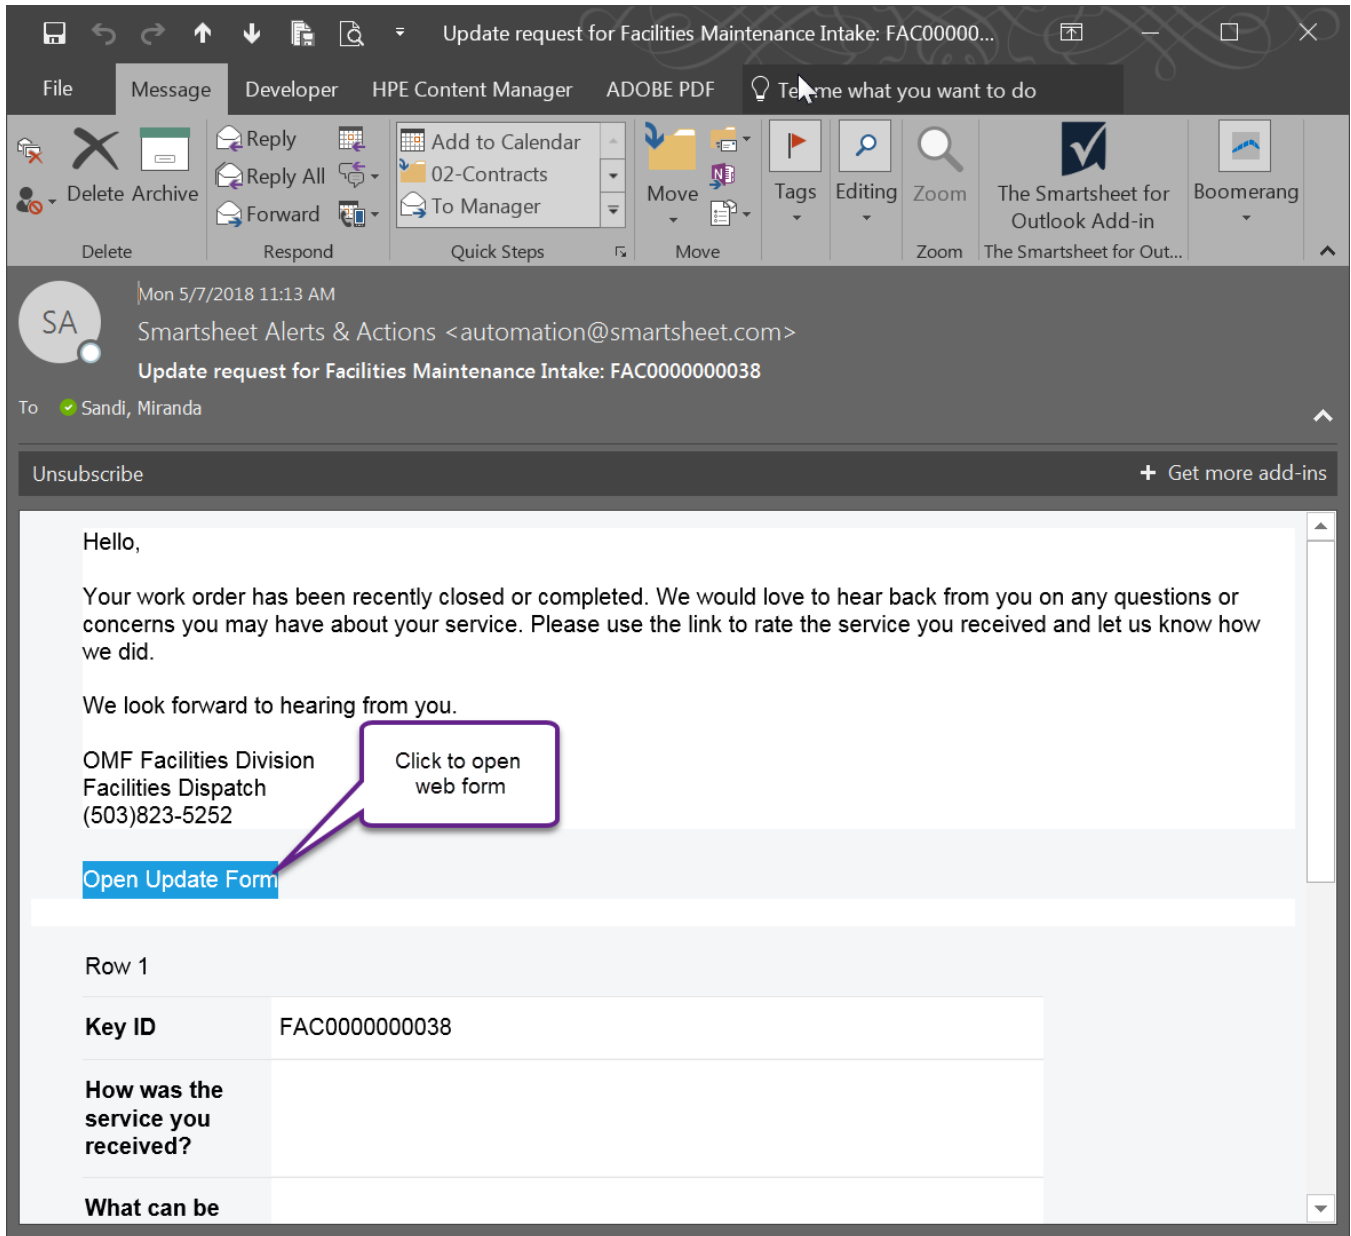 Update request for Facilities Maintenance Intake: FAC00000...
File Message Developer HPE Content Manager ADOBE PDF me what you want to do
Reply Add to Calendar
Reply All 02-Contracts
Delete Archive Forward To Manager Move Tags Editing Zoom The Smartsheet for Outlook Add-in Boomerang
Delete Respond Quick Steps Move Zoom The Smartsheet for Out...
Mon 5/7/2018 11:13 AM
SA
Smartsheet Alerts & Actions <automation@smartsheet.com>
Update request for Facilities Maintenance Intake: FAC0000000038
To Sandi, Miranda
Unsubscribe + Get more add-ins
Hello,
Your work order has been recently closed or completed. We would love to hear back from you on any questions or
concerns you may have about your service. Please use the link to rate the service you received and let us know how
we did.
We look forward to hearing from you.
OMF Facilities Division
Facilities Dispatch
(503)823-5252
Click to open
web form
Open Update Form
Row 1
Key ID FAC0000000038
How was the
service you
received?
What can be